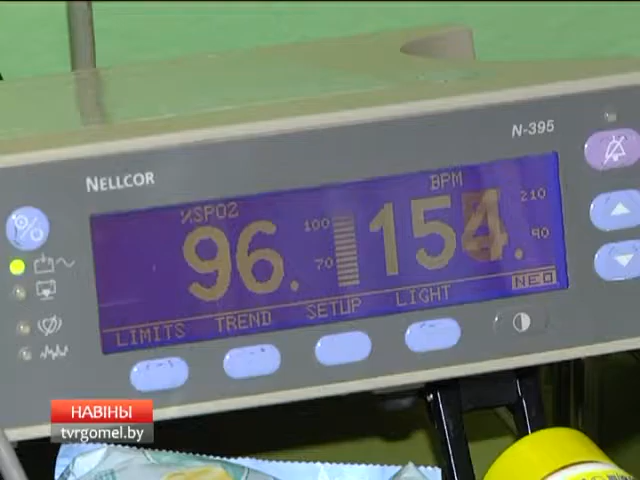 N-395
NELLCOR
%SPO2
BPM
96.
100
70
154.
210
90
NEO
LIMITS TREND SETUP LIGHT
НАВІНЫ
tvrgomel.by